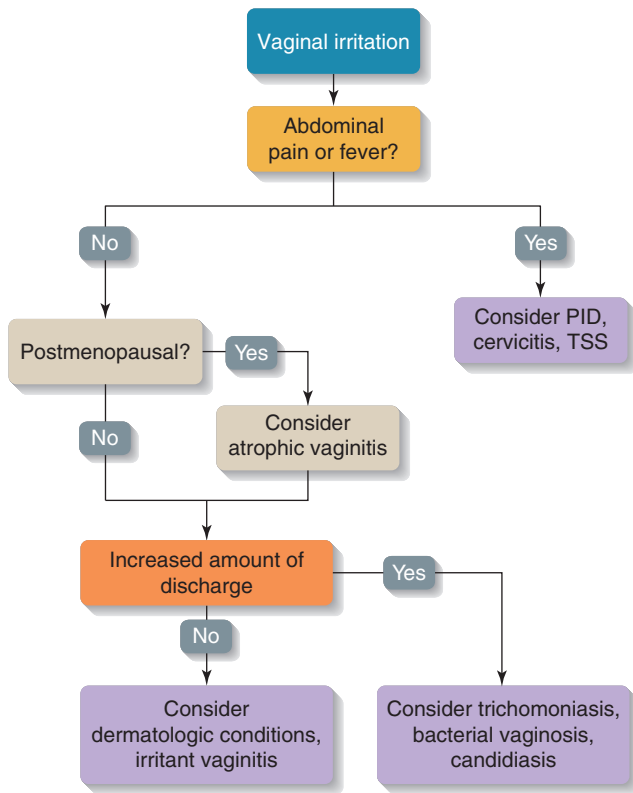 Vaginal irritation
Abdominal
pain or fever?
No
Yes
Consider PID,
cervicitis, TSS
Postmenopausal?
Yes
Consider
atrophic vaginitis
No
Increased amount of
discharge
Yes
No
Consider
dermatologic conditions,
irritant vaginitis
Consider trichomoniasis,
bacterial vaginosis,
candidiasis